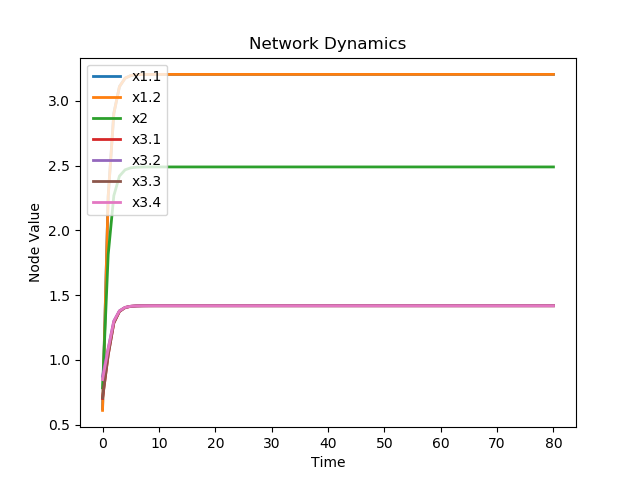 Network Dynamics
x1.1
x1.2
x2
x3.1
x3.2
x3.3
x3.4
Node Value
3.0
2.5
2.0
1.5
1.0
0.5
0 10 20 30 40 50 60 70 80
Time